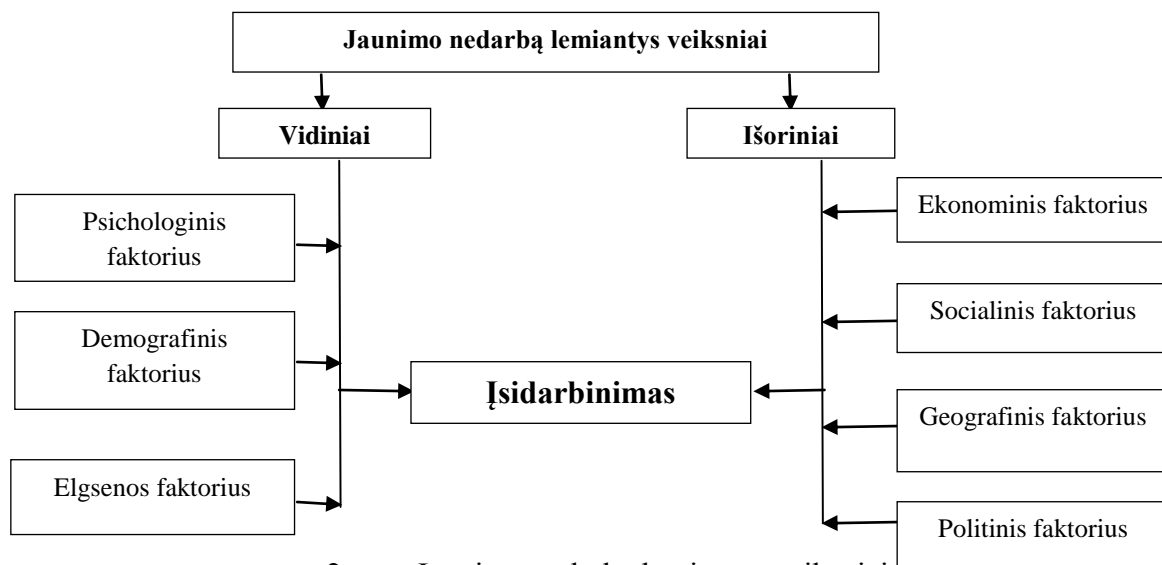 Jaunimo nedarbą lemiantys veiksniai
Vidiniai
Išoriniai
Psichologinis
faktorius
Demografinis
faktorius
Elgsenos faktorius
Įsidarbinimas
Ekonominis faktorius
Socialinis faktorius
Geografinis faktorius
Politinis faktorius